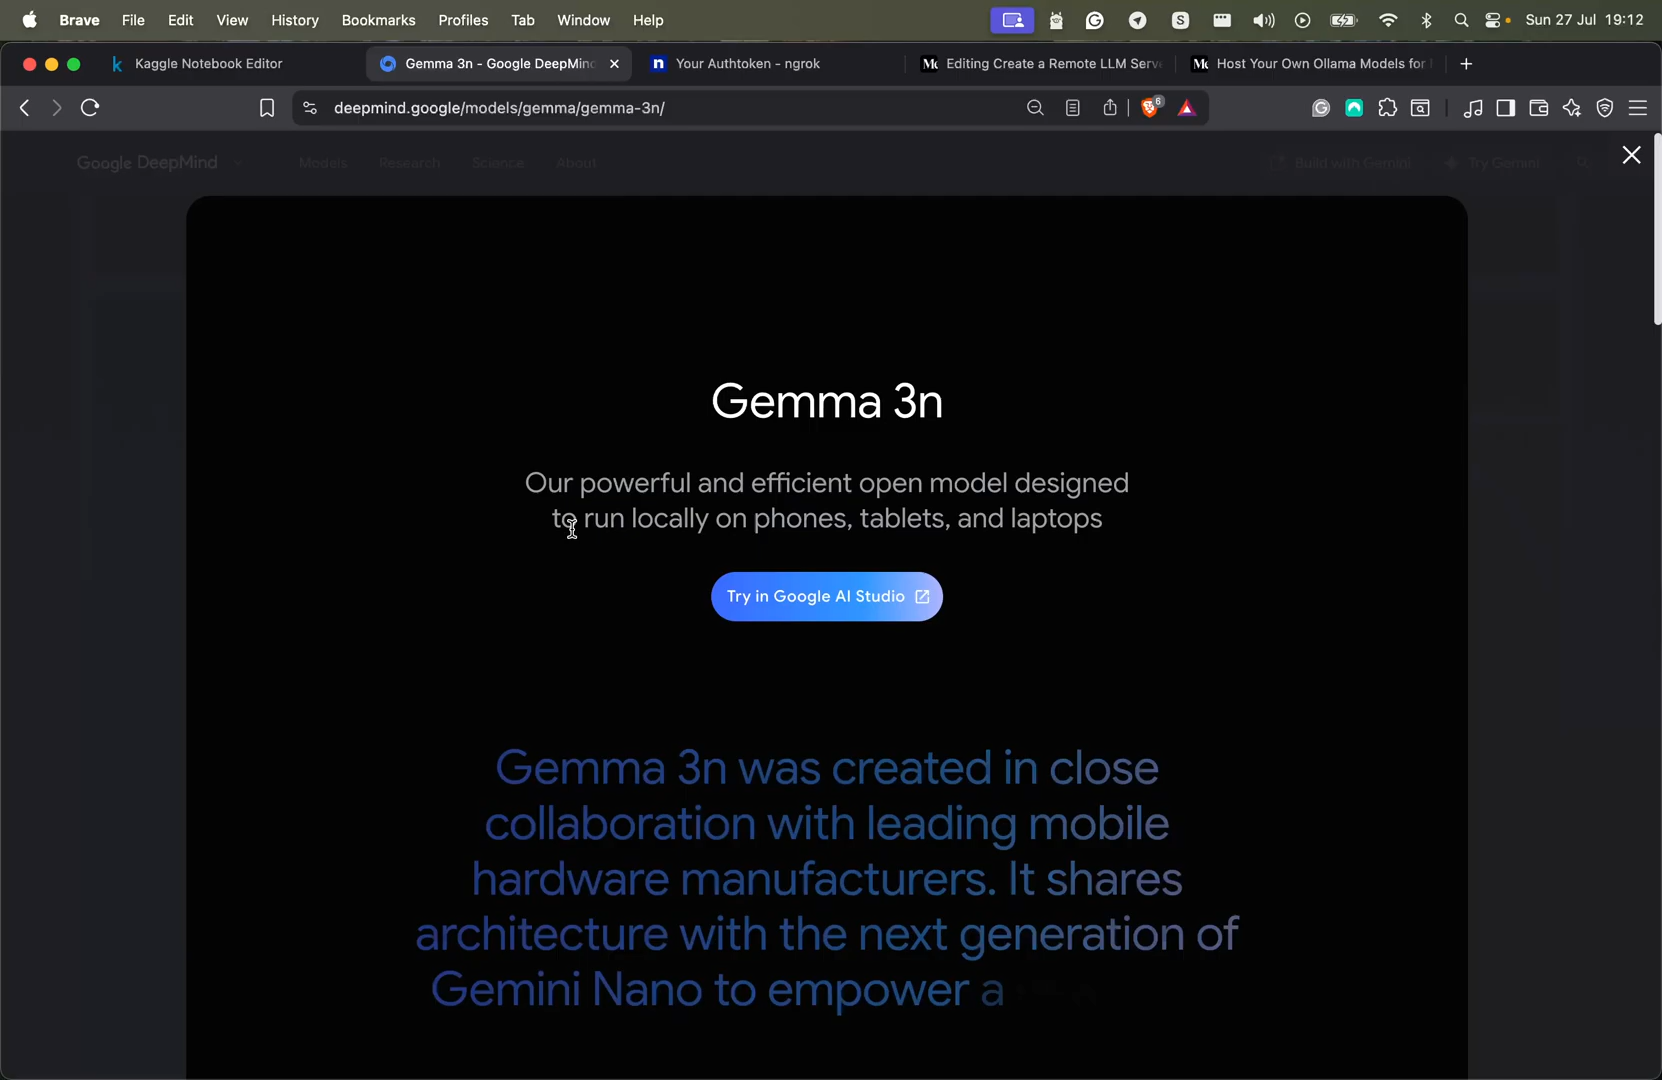 Brave File Edit View History Bookmarks Profiles Tab Window Help Sun 27 Jul 19:12
Kaggle Notebook Editor Gemma 3n - Google DeepMin Your Authtoken - ngrok Editing Create a Remote LLM Serve Host Your Own Ollama Models for
deepmind.google/models/gemma/gemma-3n/ 6
Google DeepMind Models Research Science About Build with Gemini Try Gemini
Gemma 3n
Our powerful and efficient open model designed
to run locally on phones, tablets, and laptops
Try in Google AI Studio
Gemma 3n was created in close
collaboration with leading mobile
hardware manufacturers. It shares
architecture with the next generation of
Gemini Nano to empower a